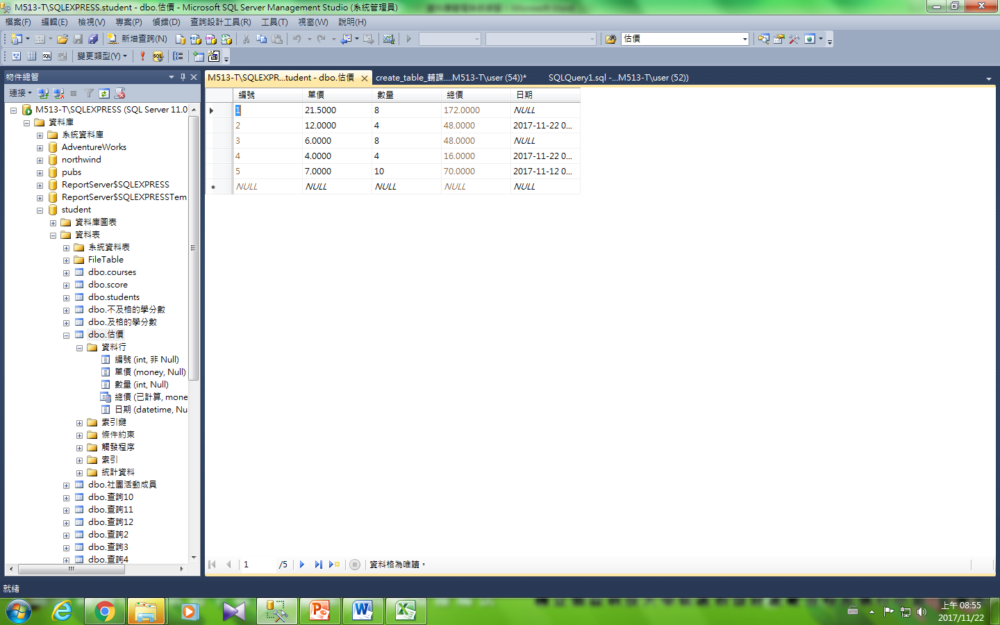 M513-T\SQLEXPRESS.student - dbo.估價 - Microsoft SQL Server Management Studio (系統管理員)
檔案(F) 編輯(E) 檢視(V) 專案(P) 偵錯(D) 查詢設計工具(R) 工具(T) 視窗(W) 說明(H)
新增查詢(N) 估價
變更類型(Y)
物件總管
連接
M513-T\SQLEXPRESS (SQL Server 11.0
資料庫
系統資料庫
AdventureWorks
northwind
pubs
ReportServer$SQLEXPRESS
ReportServer$SQLEXPRESSTem
student
資料庫圖表
資料表
系統資料表
FileTable
dbo.courses
dbo.score
dbo.students
dbo.不及格的學分數
dbo.及格的學分數
dbo.估價
資料行
編號 (int, 非 Null)
單價 (money, Null)
數量 (int, Null)
總價 (已計算, mone
日期 (datetime, Nu
索引鍵
條件約束
觸發程序
索引
統計資料
dbo.社團活動成員
dbo.查詢10
dbo.查詢11
dbo.查詢12
dbo.查詢2
dbo.查詢3
dbo.查詢4
M513-T\SQLEXPR...tudent - dbo.估價 create_table_輔課....M513-T\user (54))* SQLQuery1.sql -...M513-T\user (52))
編號 單價 數量 總價 日期
1 21.5000 8 172.0000 NULL
2 12.0000 4 48.0000 2017-11-22 0...
3 6.0000 8 48.0000 NULL
4 4.0000 4 16.0000 2017-11-22 0...
5 7.0000 10 70.0000 2017-11-12 0...
* NULL NULL NULL NULL NULL
1 /5 資料格為唯讀。
就緒
上午 08:55
2017/11/22